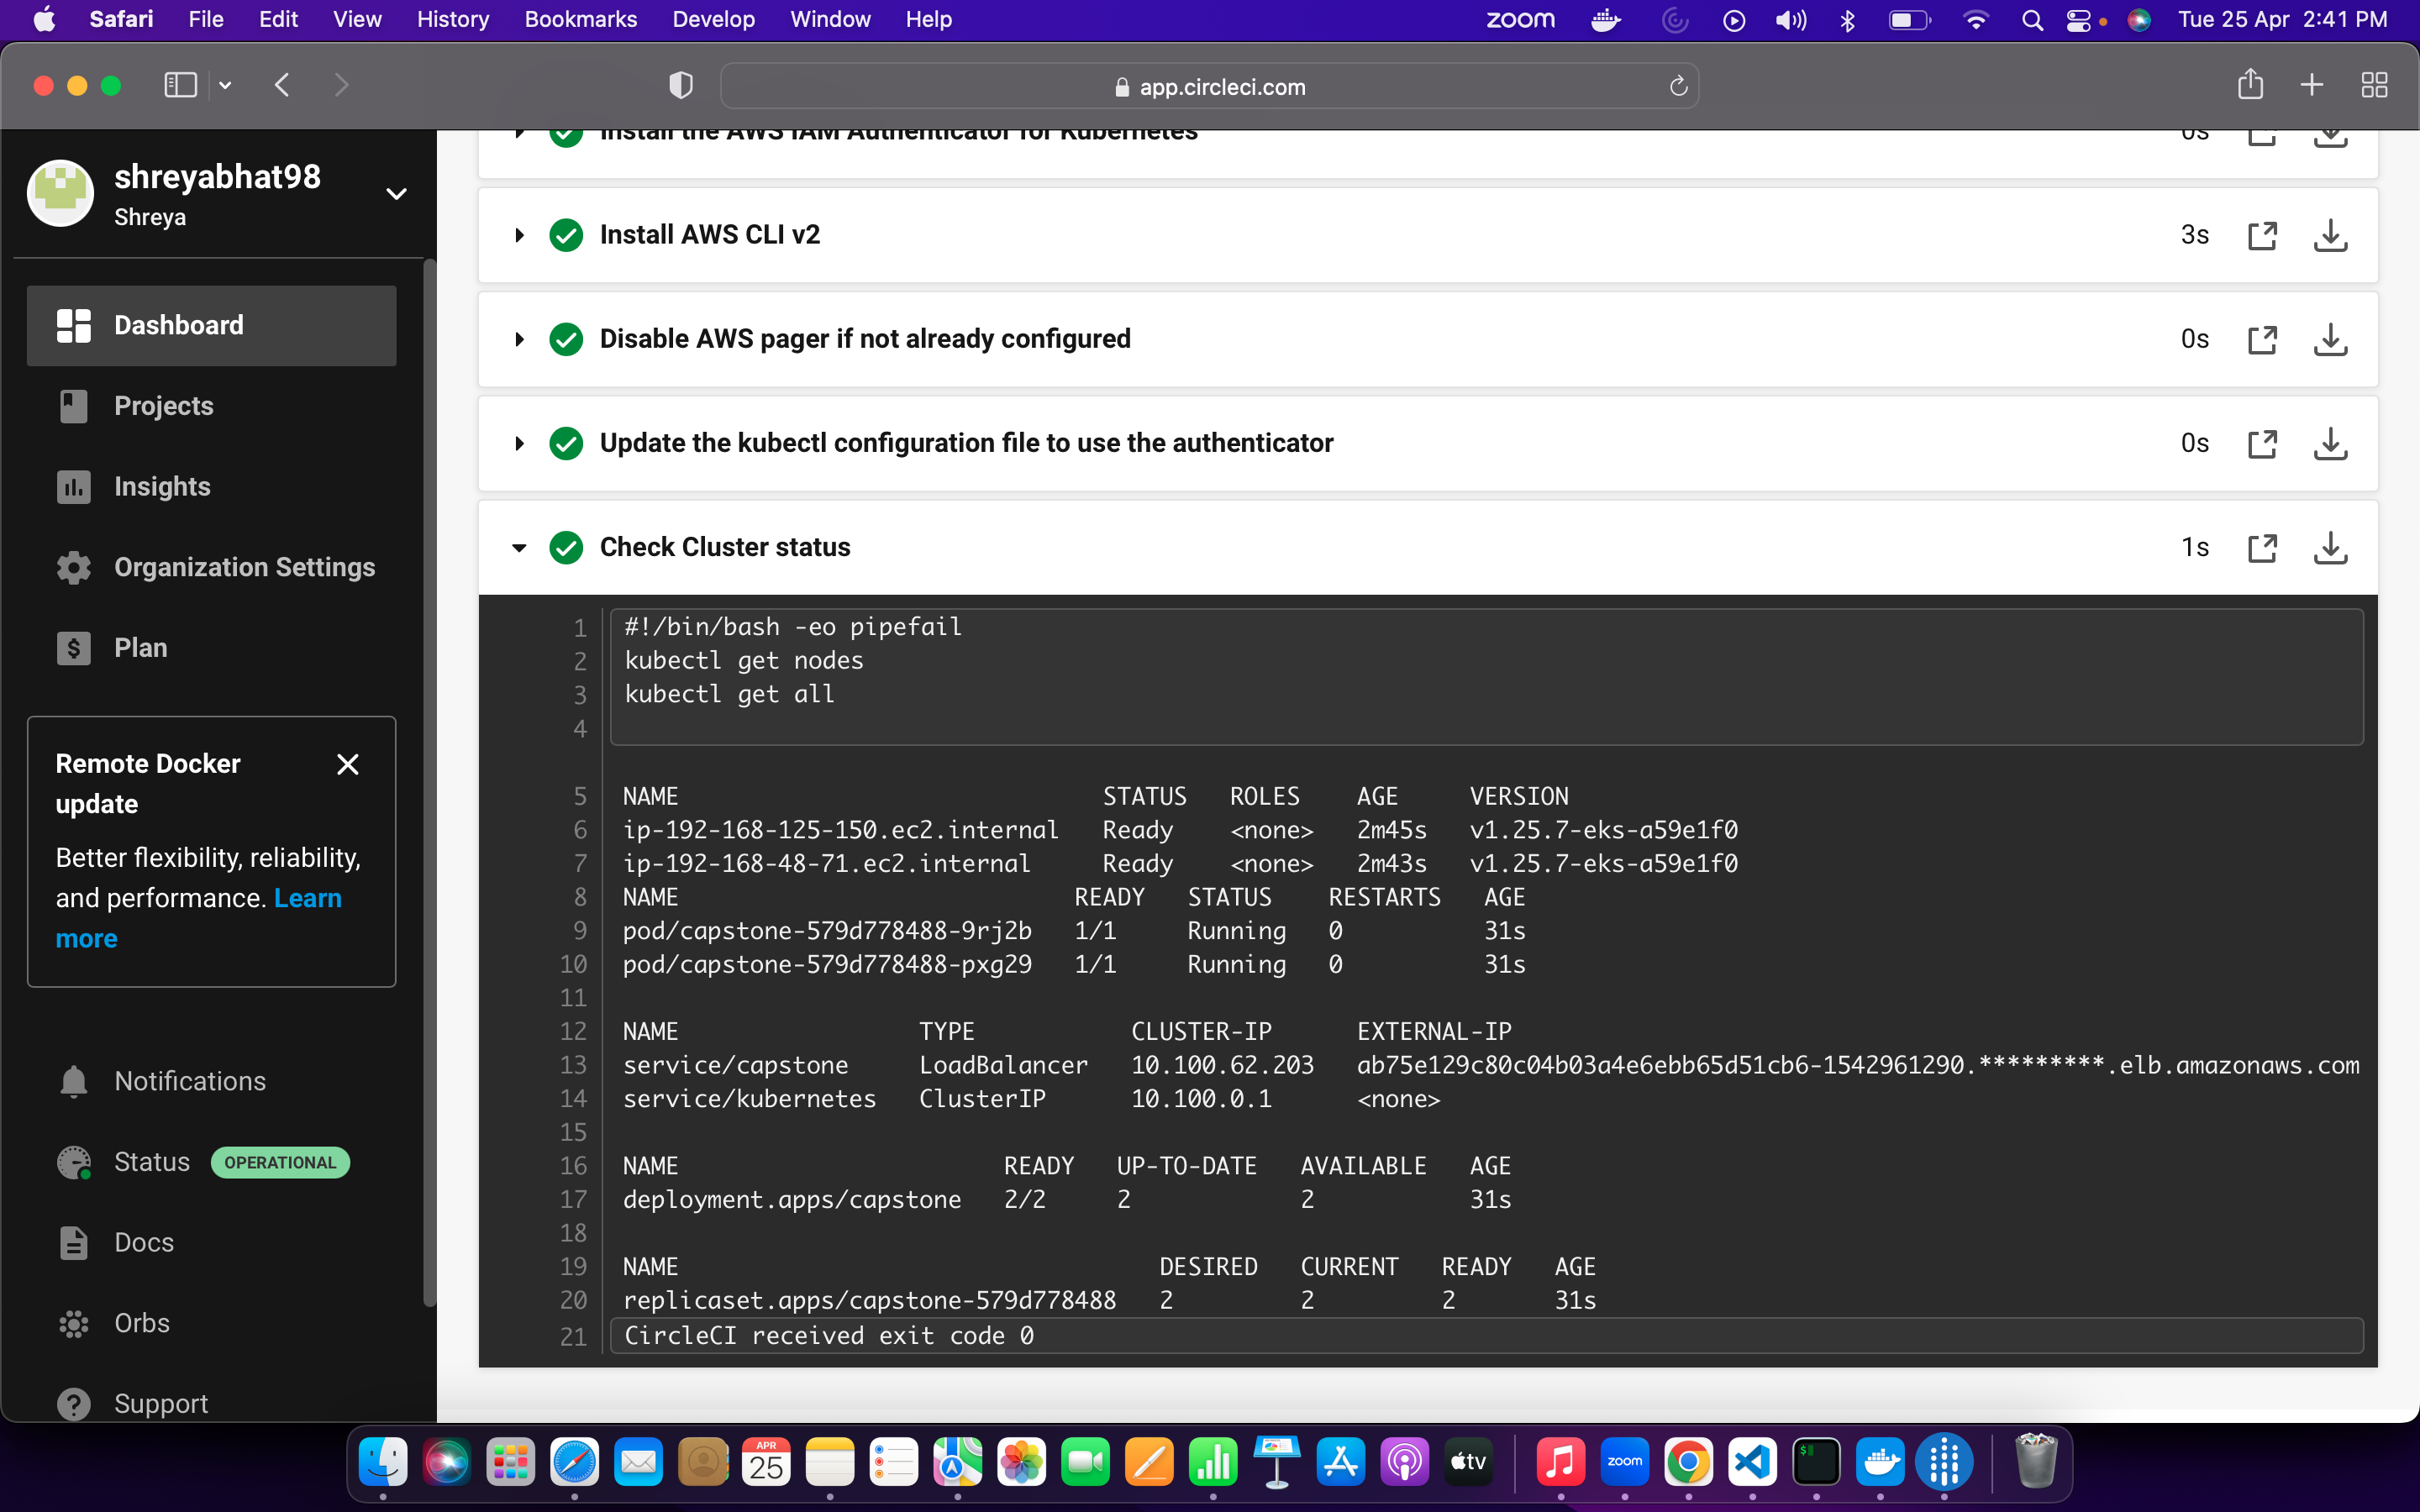 Safari File Edit View History Bookmarks Develop Window Help zoom Tue 25 Apr 2:41 PM
app.circleci.com
shreyabhat98
Shreya
Dashboard
Projects
Insights
Organization Settings
$ Plan
Remote Docker
update
Better flexibility, reliability,
and performance. Learn
more
Notifications
Status OPERATIONAL
Docs
Orbs
? Support
Install the AWS IAM Authenticator for Kubernetes 0s
Install AWS CLI v2 3s
Disable AWS pager if not already configured 0s
Update the kubectl configuration file to use the authenticator 0s
Check Cluster status 1s
1 #!/bin/bash -eo pipefail
2 kubectl get nodes
3 kubectl get all
4
5 NAME STATUS ROLES AGE VERSION
6 ip-192-168-125-150.ec2.internal Ready <none> 2m45s v1.25.7-eks-a59e1f0
7 ip-192-168-48-71.ec2.internal Ready <none> 2m43s v1.25.7-eks-a59e1f0
8 NAME READY STATUS RESTARTS AGE
9 pod/capstone-579d778488-9rj2b 1/1 Running 0 31s
10 pod/capstone-579d778488-pxg29 1/1 Running 0 31s
11
12 NAME TYPE CLUSTER-IP EXTERNAL-IP
13 service/capstone LoadBalancer 10.100.62.203 ab75e129c80c04b03a4e6ebb65d51cb6-1542961290.*********.elb.amazonaws.com
14 service/kubernetes ClusterIP 10.100.0.1 <none>
15
16 NAME READY UP-TO-DATE AVAILABLE AGE
17 deployment.apps/capstone 2/2 2 2 31s
18
19 NAME DESIRED CURRENT READY AGE
20 replicaset.apps/capstone-579d778488 2 2 2 31s
21 CircleCI received exit code 0
APR
25
tv
zoom
$